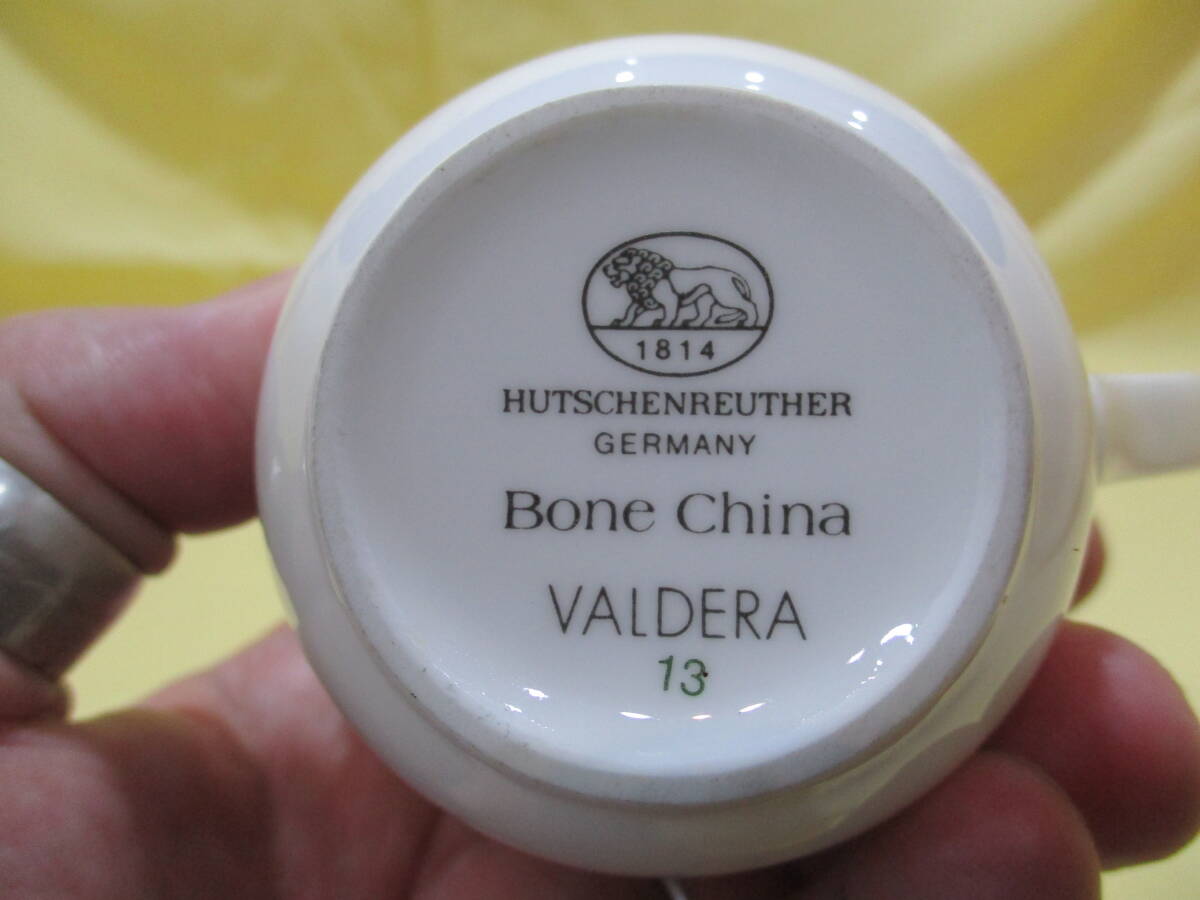 1814
HUTSCHENREUTHER
GERMANY
Bone China
VALDERA
13